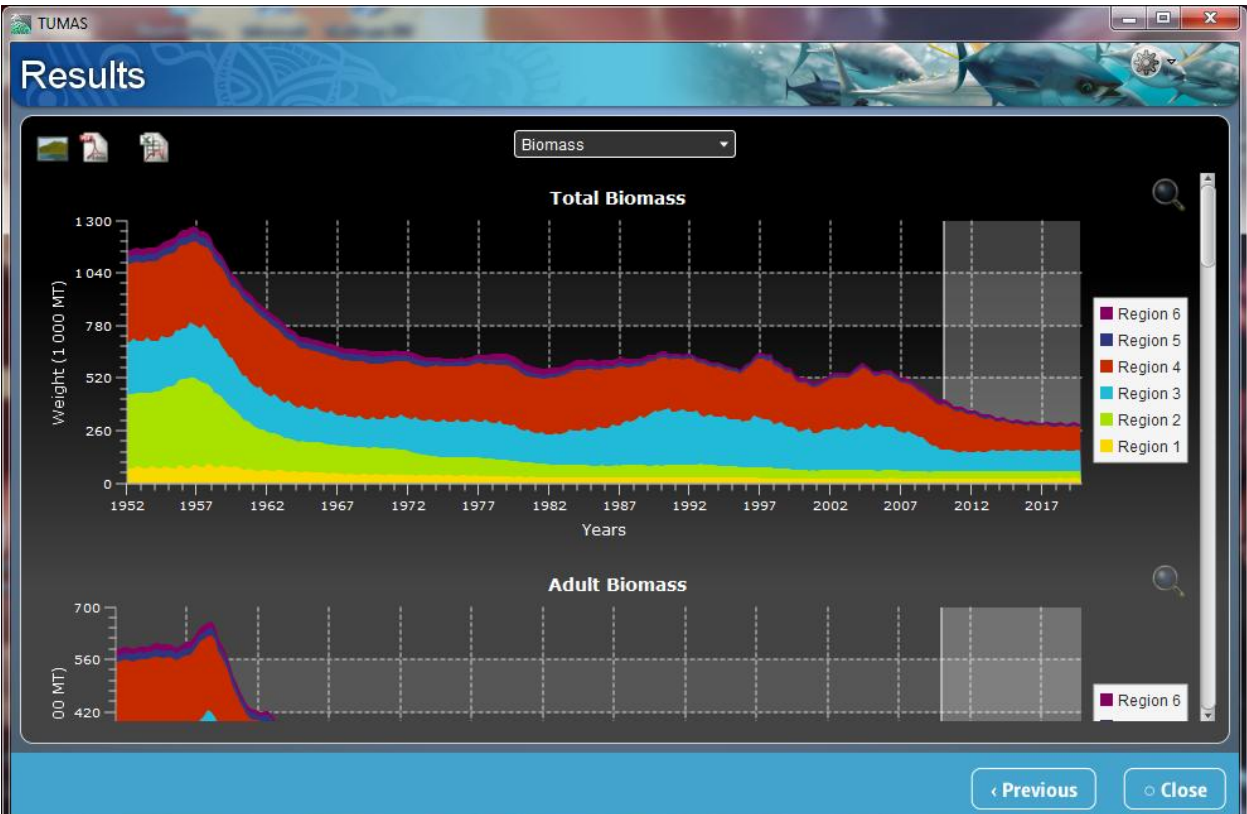 TUMAS
Results
Biomass
Total Biomass
1 300
1 040
780
520
260
0
Weight (1 000 MT)
1952 1957 1962 1967 1972 1977 1982 1987 1992 1997 2002 2007 2012 2017
Years
Region 6
Region 5
Region 4
Region 3
Region 2
Region 1
Adult Biomass
700
560
420
00 MT)
Region 6
‹ Previous
Close